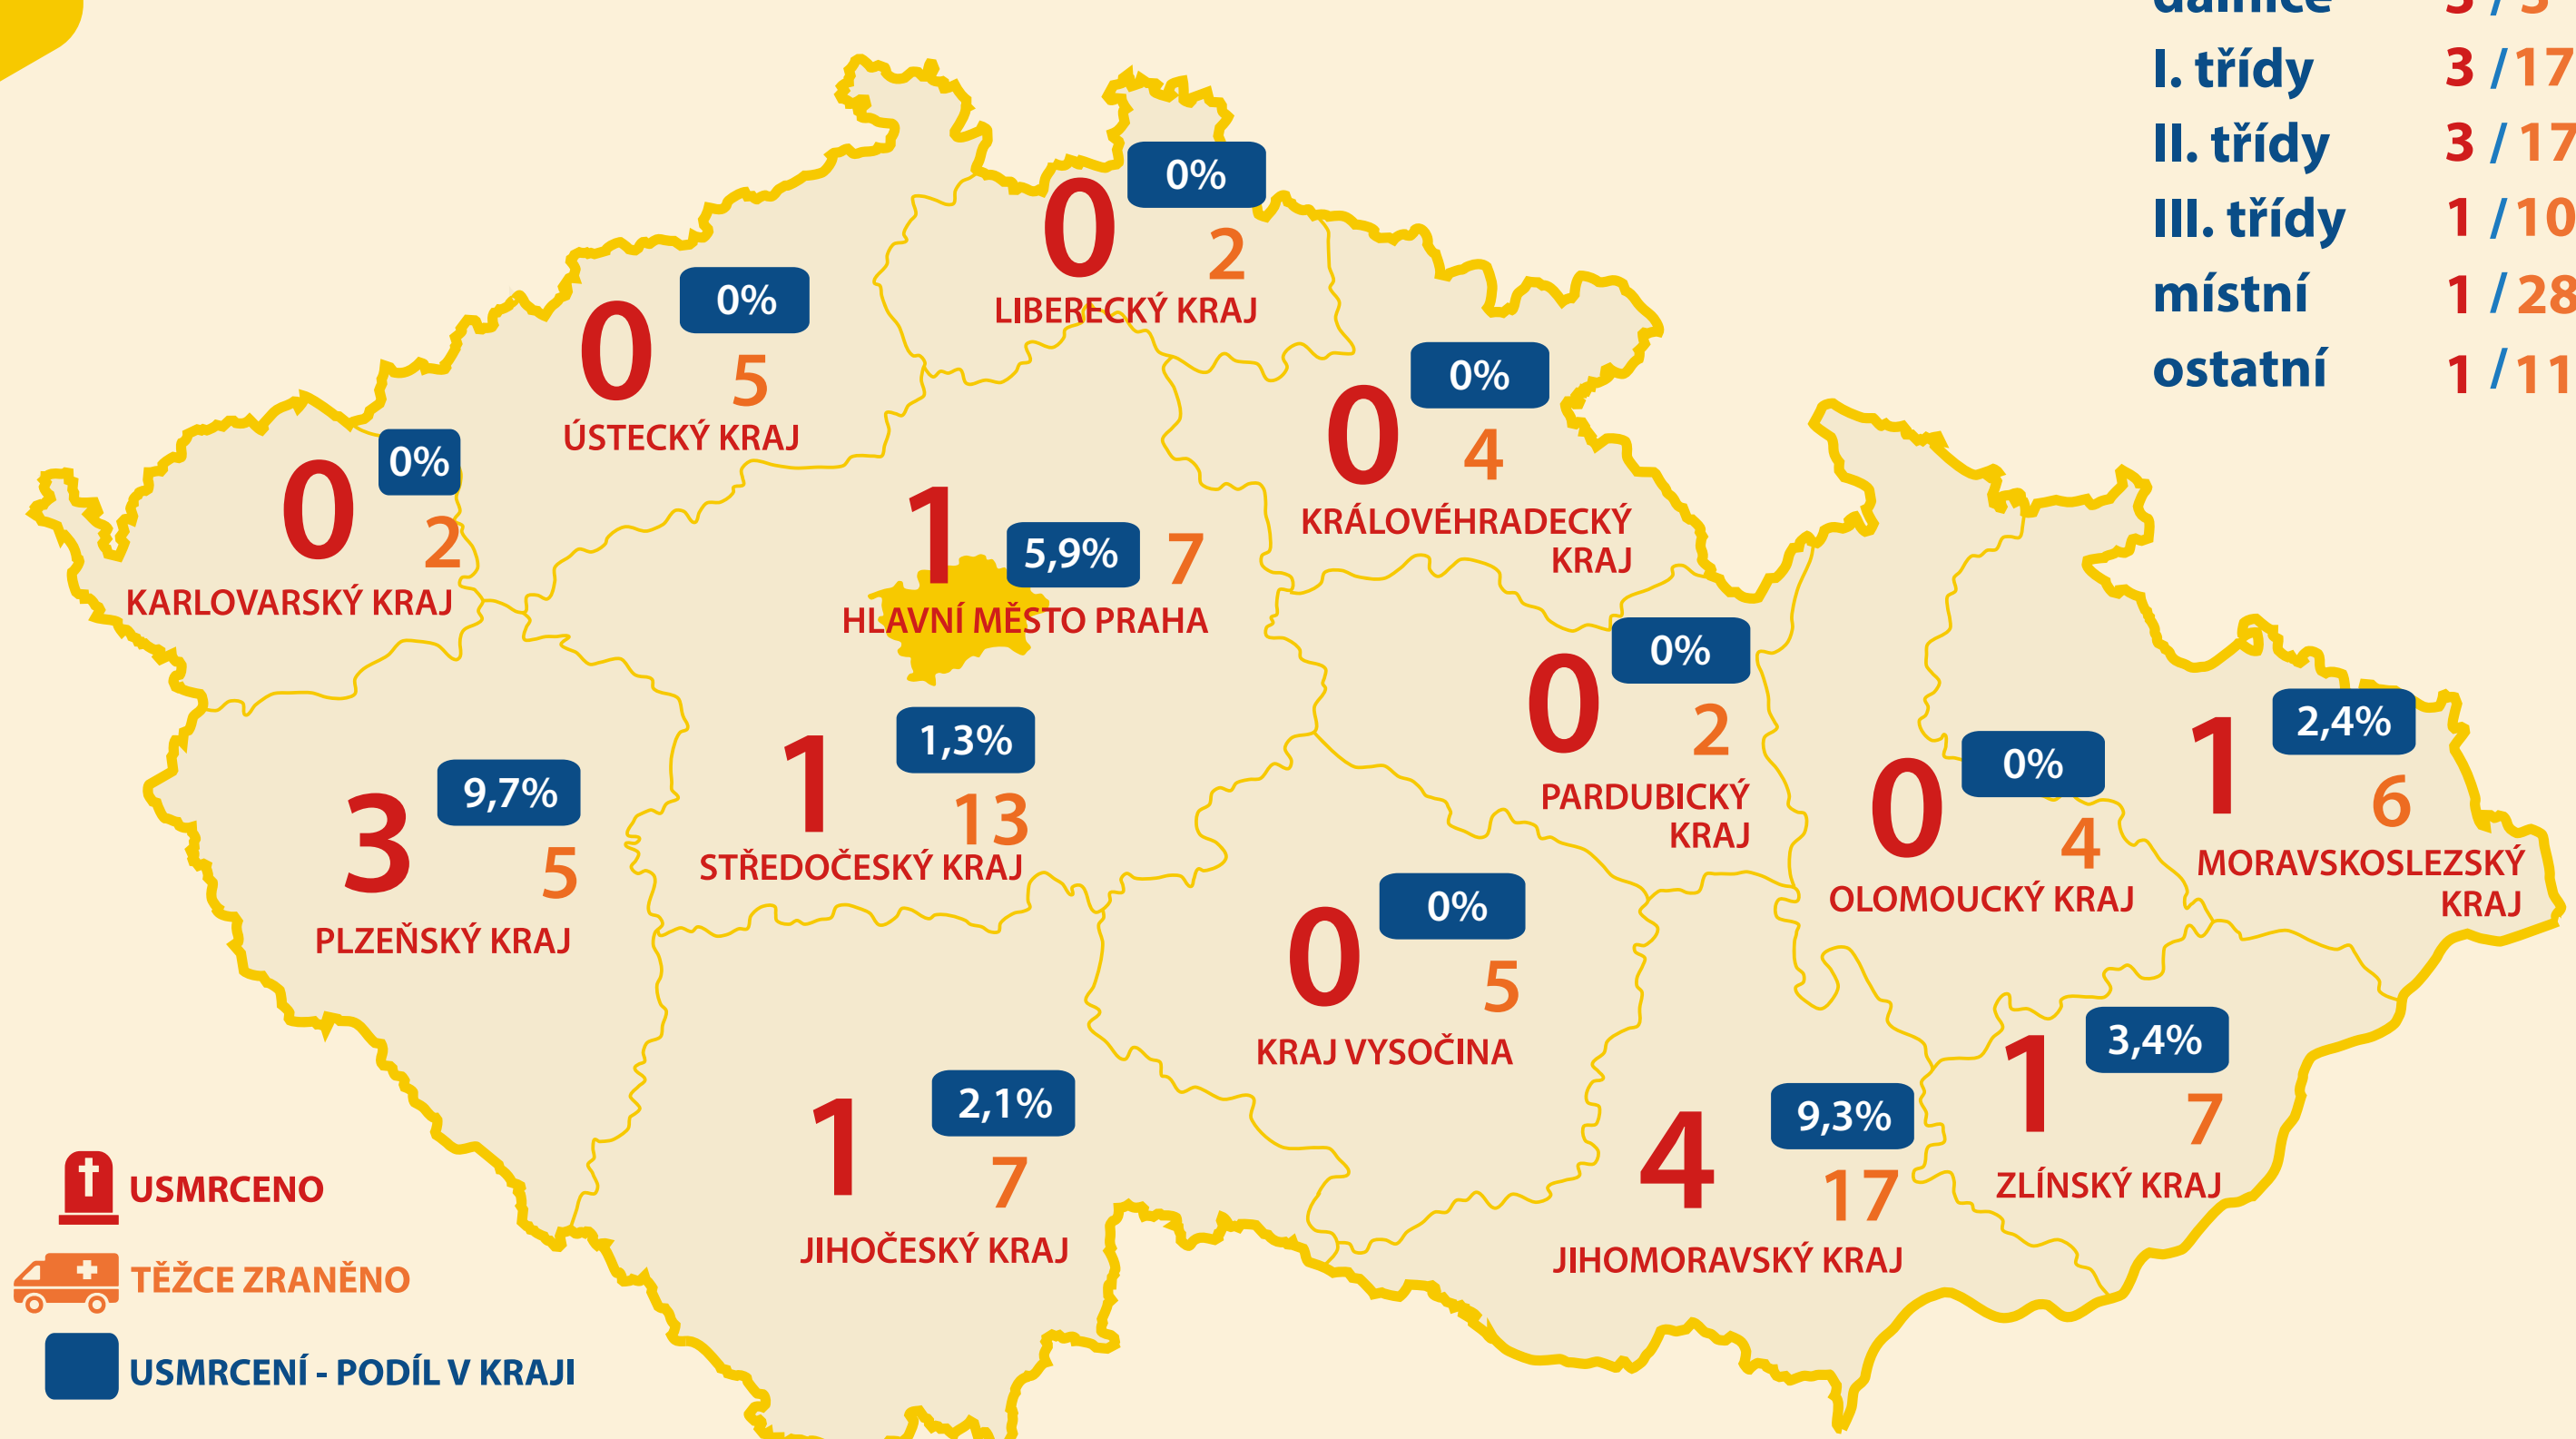 dálnice 3 / 3
I. třídy 3 / 17
II. třídy 3 / 17
III. třídy 1 / 10
místní 1 / 28
ostatní 1 / 11
0 0%
2
LIBERECKÝ KRAJ
0 0%
5
ÚSTECKÝ KRAJ
0 0%
4
KRÁLOVÉHRADECKÝ
KRAJ
0 0%
2
KARLOVARSKÝ KRAJ
1 5,9% 7
HLAVNÍ MĚSTO PRAHA
0 0%
2
PARDUBICKÝ
KRAJ
1 2,4%
6
MORAVSKOSLEZSKÝ
KRAJ
0 0%
4
OLOMOUCKÝ KRAJ
1 1,3%
13
STŘEDOČESKÝ KRAJ
3 9,7%
5
PLZEŇSKÝ KRAJ
0 0%
5
KRAJ VYSOČINA
1 3,4%
7
ZLÍNSKÝ KRAJ
1 2,1%
7
JIHOČESKÝ KRAJ
4 9,3%
17
JIHOMORAVSKÝ KRAJ
USMRCENO
TĚŽCE ZRANĚNO
USMRCENÍ - PODÍL V KRAJI